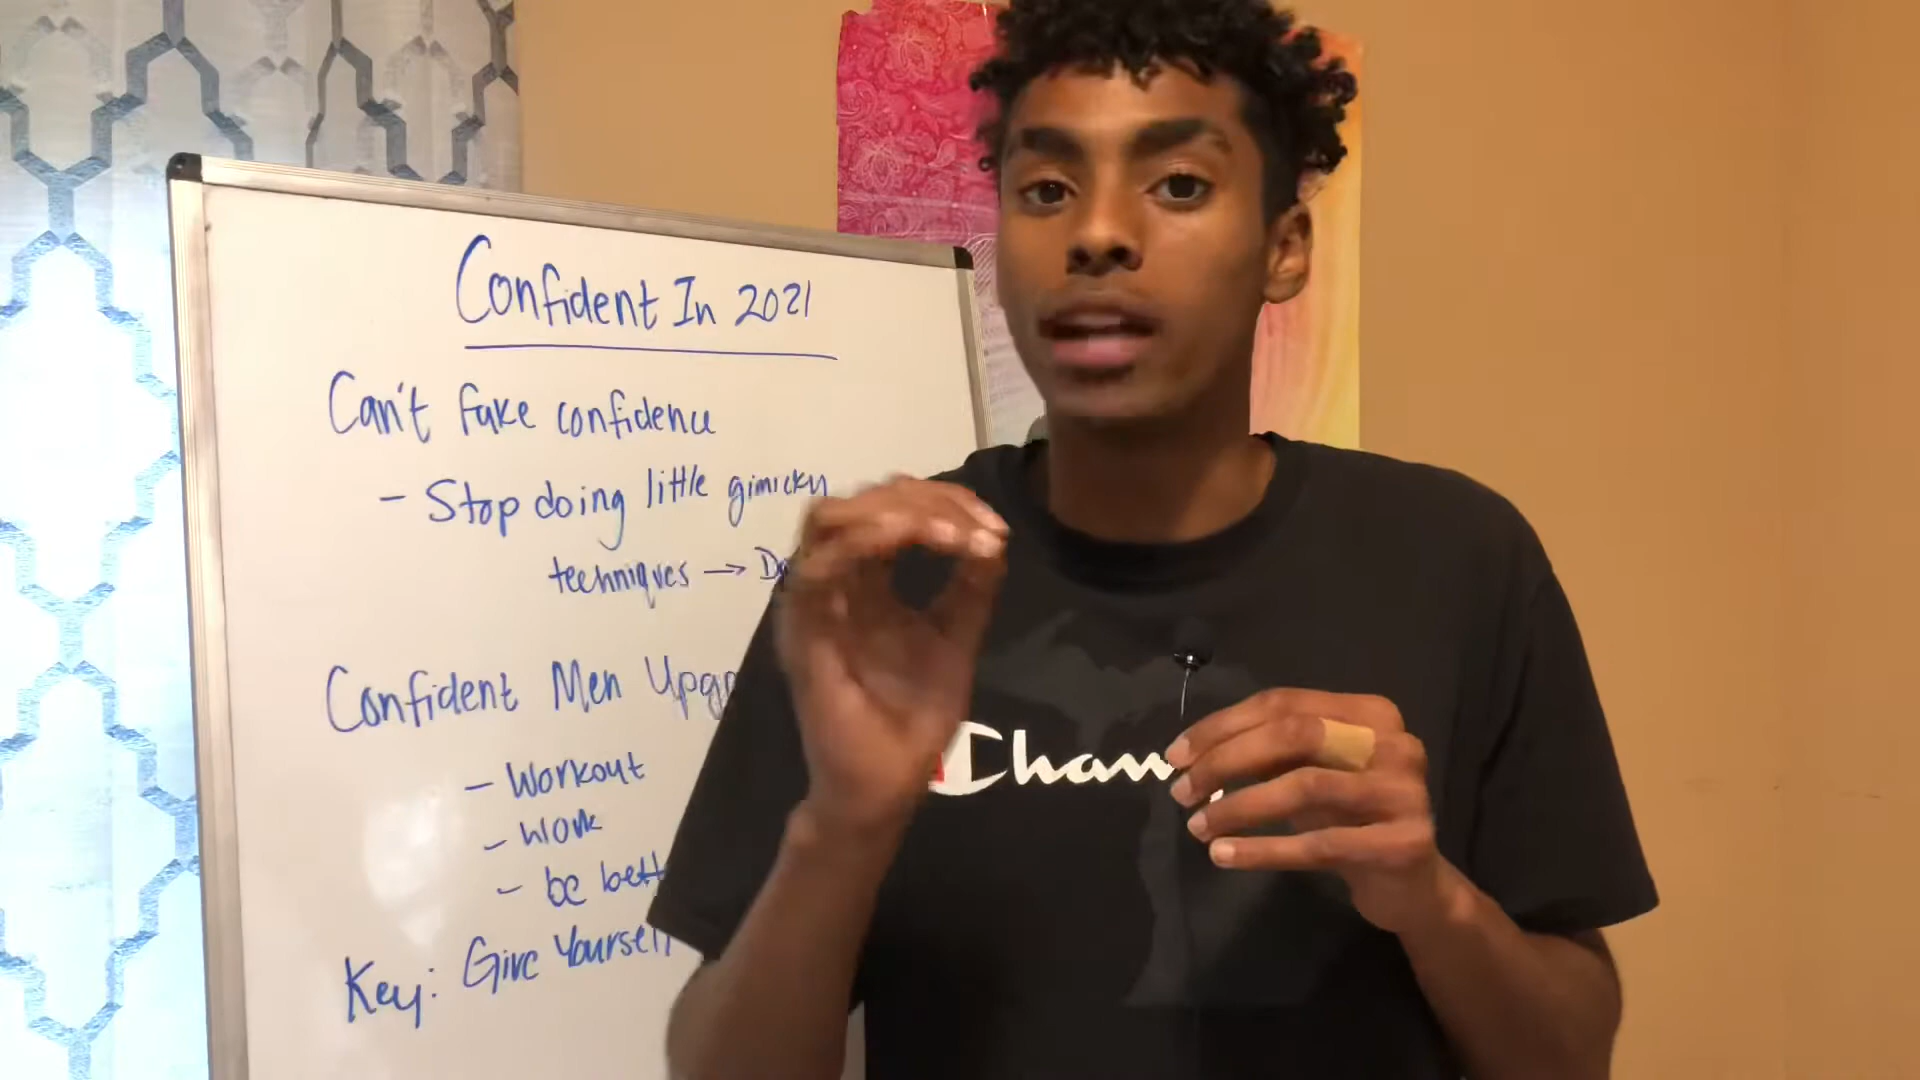 Confident In 2021
Can't fake confidence
- Stop doing little gimicky
techniques →
Confident Men
- Workout
- Work
- be
Key: Give Yourself
Cham